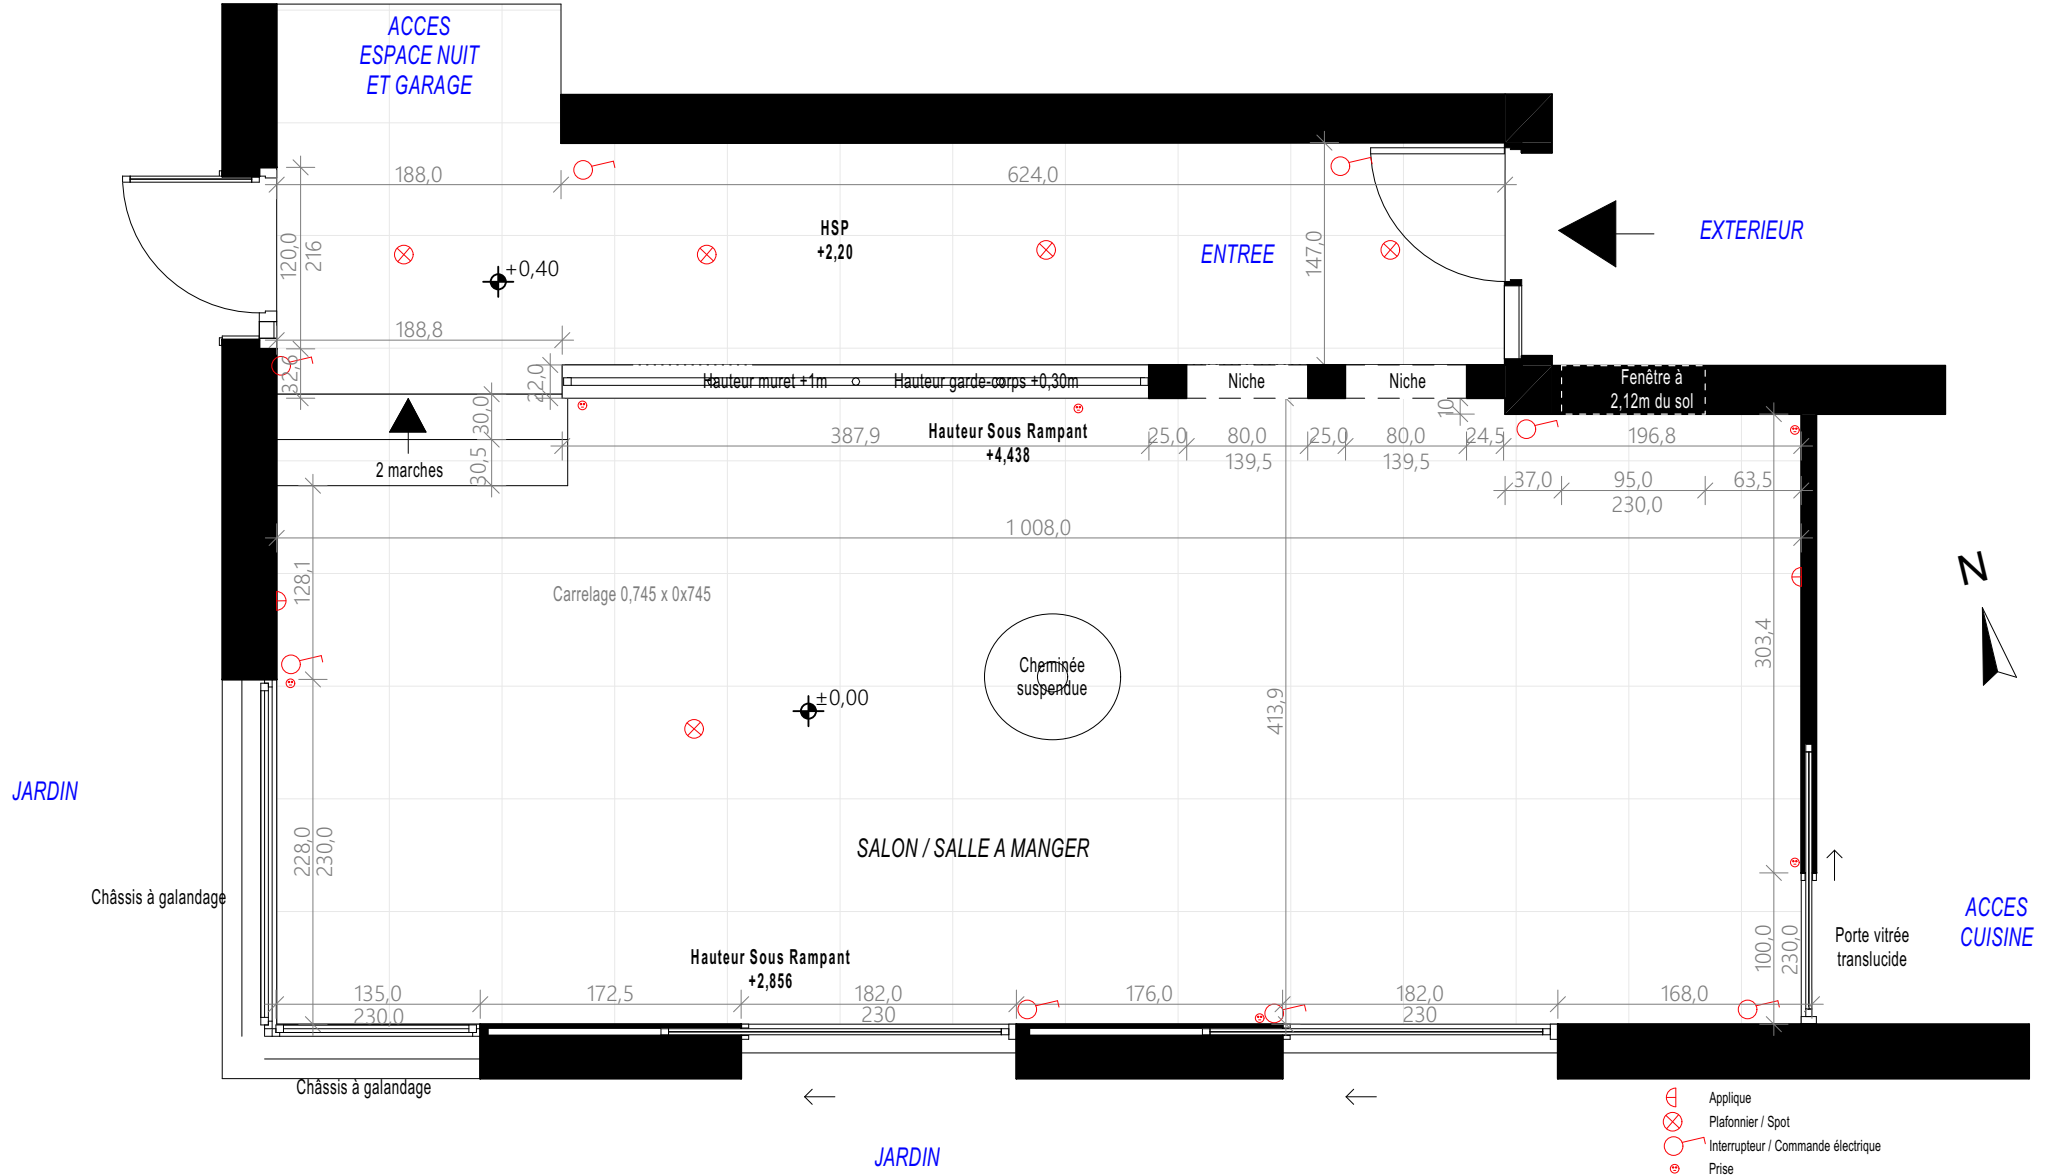 ACCES
ESPACE NUIT
ET GARAGE
188,0
624,0
HSP
+2,20
120,0
216
+0,40
ENTREE
147,0
EXTERIEUR
188,8
32,8
22,0
Hauteur muret +1m
Hauteur garde-corps +0,30m
Niche
Niche
Fenêtre à
2,12m du sol
30,0
10
387,9
Hauteur Sous Rampant
+4,438
25,0
80,0
139,5
25,0
80,0
139,5
24,5
196,8
2 marches
30,5
37,0
95,0
230,0
63,5
1 008,0
N
128,1
Carrelage 0,745 x 0x745
303,4
Cheminée
suspendue
±0,00
413,9
JARDIN
228,0
230,0
SALON / SALLE A MANGER
Châssis à galandage
ACCES
CUISINE
Porte vitrée
translucide
100,0
230,0
Hauteur Sous Rampant
+2,856
135,0
230,0
172,5
182,0
230
176,0
182,0
230
168,0
Châssis à galandage
JARDIN
Applique
Plafonnier / Spot
Interrupteur / Commande électrique
Prise